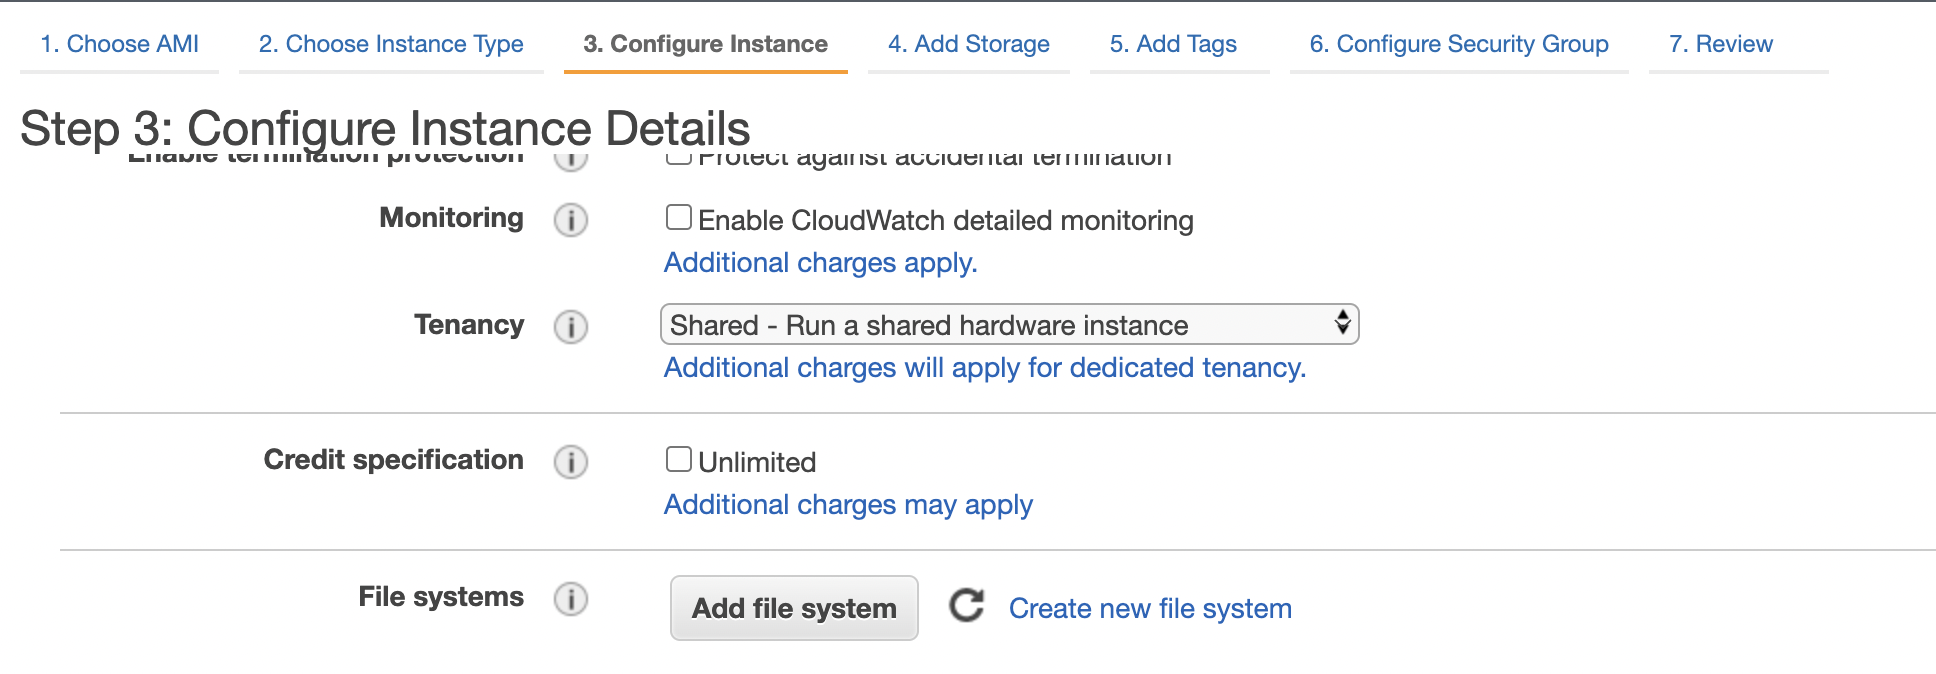 1. Choose AMI 2. Choose Instance Type 3. Configure Instance 4. Add Storage 5. Add Tags 6. Configure Security Group 7. Review
Step 3: Configure Instance Details
Enable termination protection i Protect against accidental termination
Monitoring i Enable CloudWatch detailed monitoring
Additional charges apply.
Tenancy i Shared - Run a shared hardware instance
Additional charges will apply for dedicated tenancy.
Credit specification i Unlimited
Additional charges may apply
File systems i Add file system Create new file system